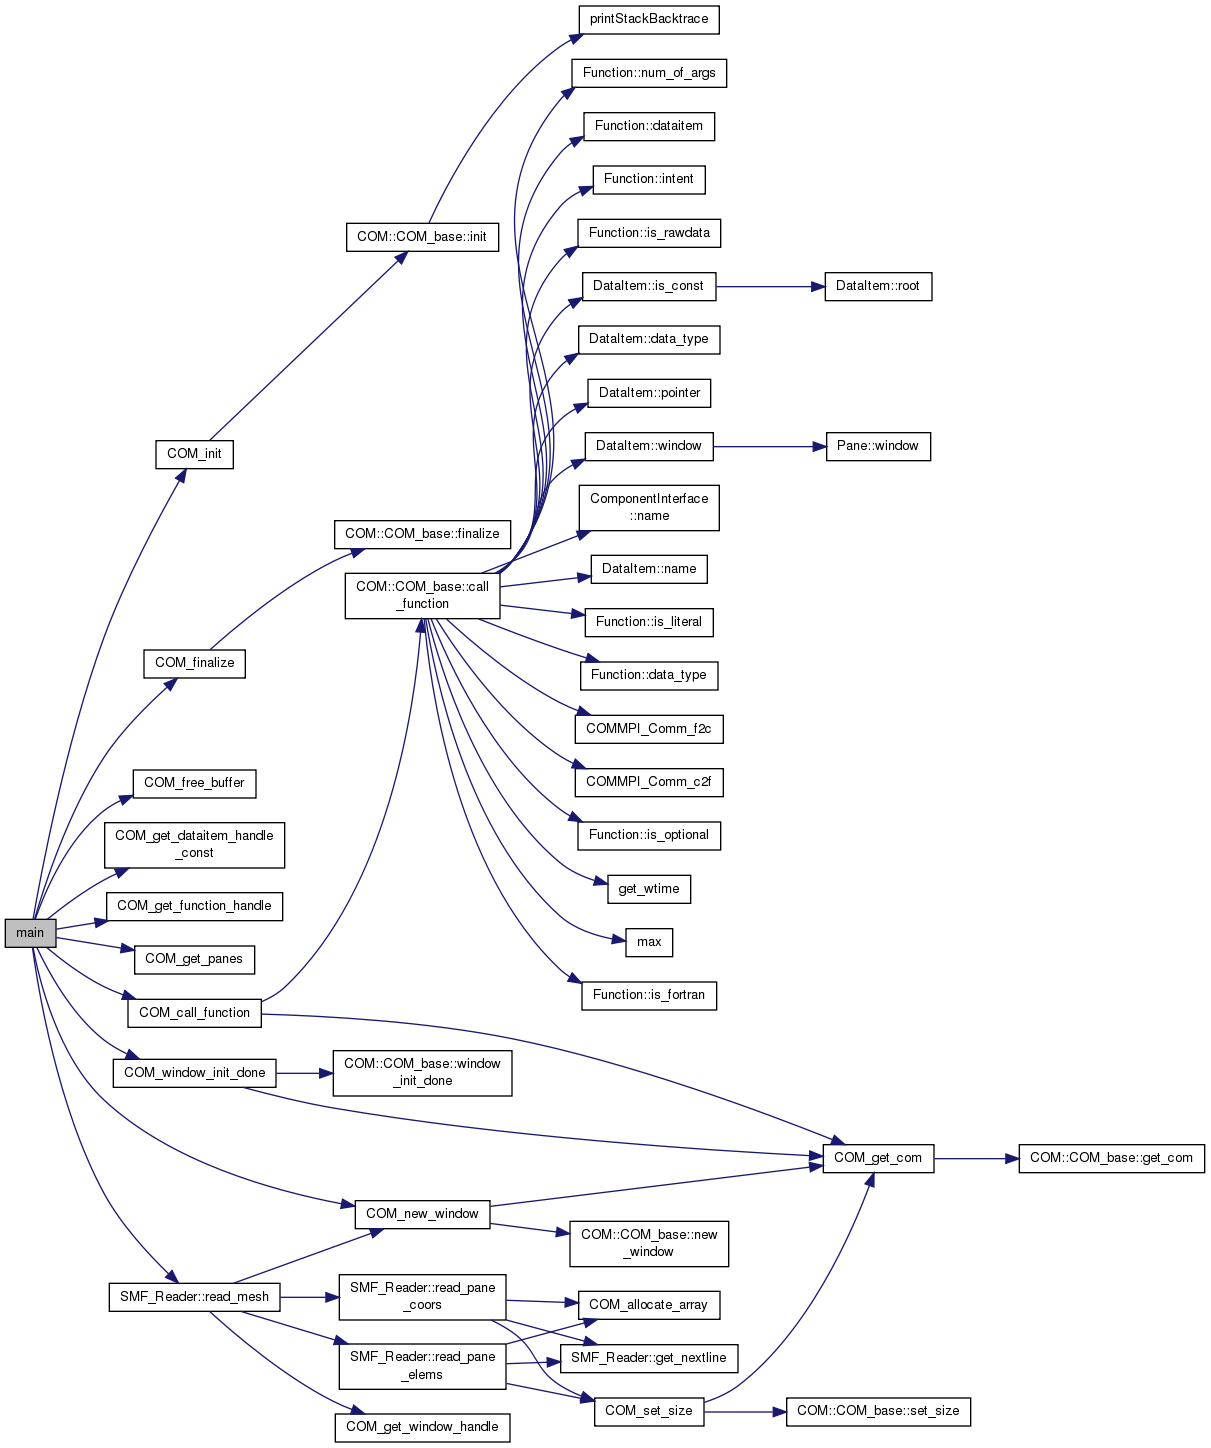 printStackBacktrace
Function::num_of_args
Function::dataitem
Function::intent
COM::COM_base::init
Function::is_rawdata
DataItem::is_const
DataItem::root
DataItem::data_type
DataItem::pointer
COM_init
DataItem::window
Pane::window
ComponentInterface
::name
COM::COM_base::finalize
DataItem::name
COM::COM_base::call
_function
Function::is_literal
COM_finalize
Function::data_type
COMMPI_Comm_f2c
COM_free_buffer
COMMPI_Comm_c2f
COM_get_dataitem_handle
_const
Function::is_optional
get_wtime
COM_get_function_handle
main
max
COM_get_panes
Function::is_fortran
COM_call_function
COM_window_init_done
COM::COM_base::window
_init_done
COM_get_com
COM::COM_base::get_com
COM_new_window
COM::COM_base::new
_window
SMF_Reader::read_mesh
SMF_Reader::read_pane
_coors
COM_allocate_array
SMF_Reader::read_pane
_elems
SMF_Reader::get_nextline
COM_set_size
COM::COM_base::set_size
COM_get_window_handle